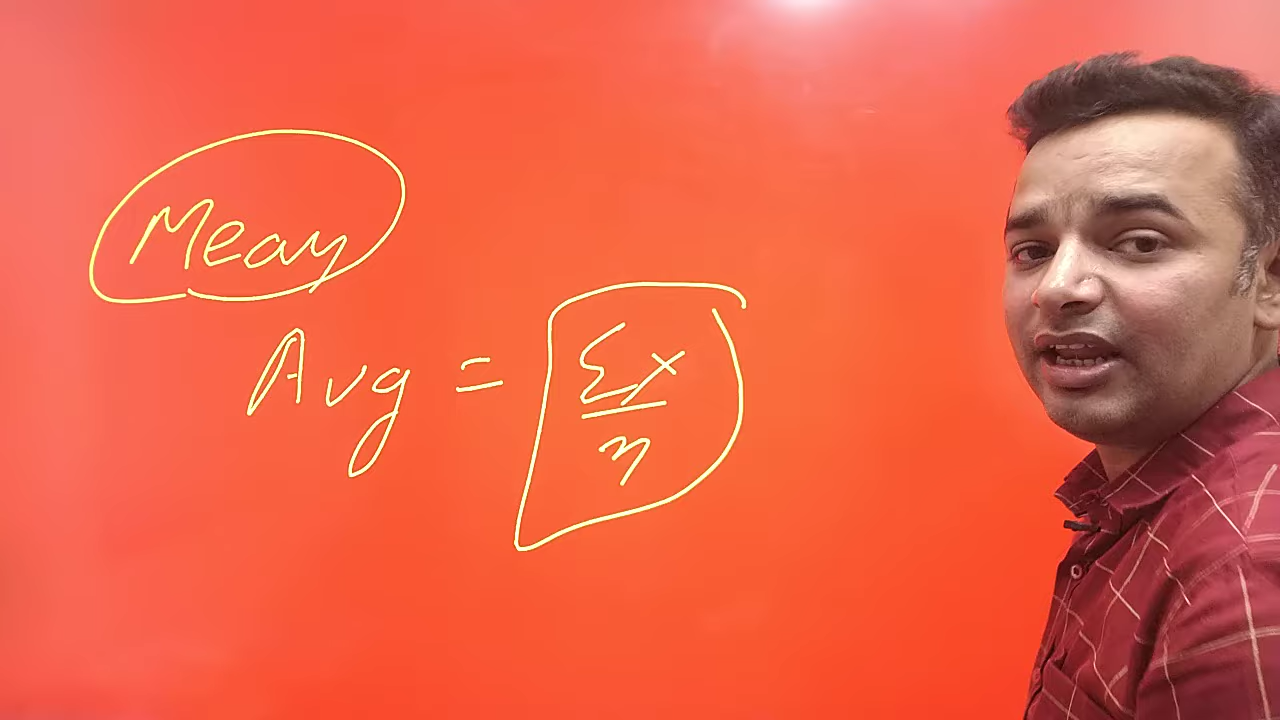 Mean
Avg = Σx/n